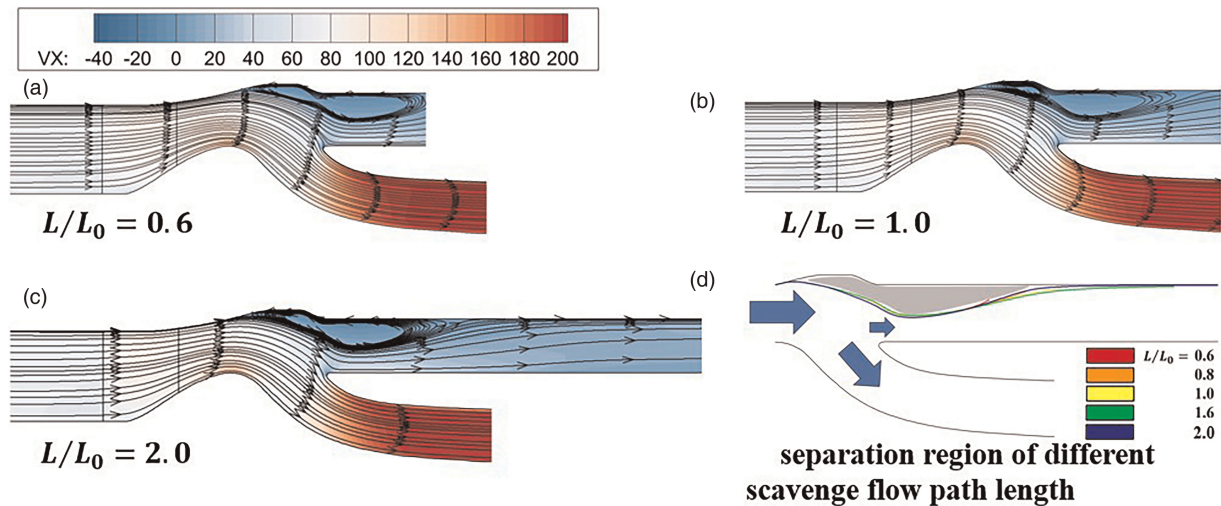 VX: -40 -20 0 20 40 60 80 100 120 140 160 180 200
(a)
L/L₀ = 0.6
(b)
L/L₀ = 1.0
(c)
L/L₀ = 2.0
(d)
L/L₀ = 0.6
0.8
1.0
1.6
2.0
separation region of different
scavenge flow path length